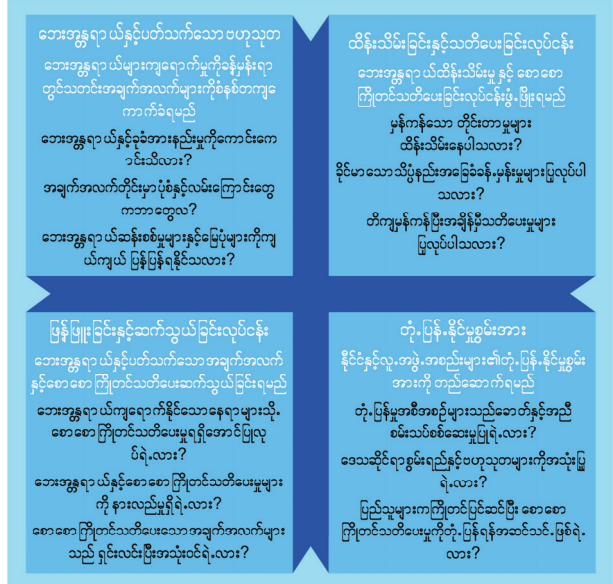 ဘေးအန္တရာယ်နှင့်ပတ်သက်သော ဗဟုသုတ
ဘေးအန္တရာယ်များကျရောက်မှုကိုခန့်မှန်းရာ
တွင်သတင်းအချက်အလက်များကိုစံနစ်တကျကေ
ကာက်ခံရမည်
ဘေးအန္တရာယ်နှင့်ခုခံအားနည်းမှုကိုကောင်းကေ
ာင်းသိလား?
အချက်အလက်တိုင်းမှာပုံစံနှင့်လမ်းကြောင်းတွေ
ကဘာတွေလဲ?
ဘေးအန္တရာယ်ဆန်းစစ်မှုများနှင့်မြေပုံများကိုကျ
ယ်ကျယ် ပြန့်ပြန့်ရနိုင်သလား?
ထိန်းသိမ်းခြင်းနှင့်သတိပေးခြင်းလုပ်ငန်း
ဘေးအန္တရာယ်ထိန်းသိမ်းမှု နှင့် စောစော
ကြိုတင်သတိပေးခြင်းလုပ်ငန်းဖွံ့ဖြိုးရမည်
မှန်ကန်သော တိုင်းတာမှုများ
ထိန်းသိမ်းနေပါသလား?
ခိုင်မာသောသိပ္ပံနည်းအခြေခံခန့်မှန်းမှုများပြုလုပ်ပါ
သလား?
တိကျမှန်ကန်ပြီးအချိန်မှီသတိပေးမှုများ
ပြုလုပ်ပါသလား?
ဖြန့်ဖြူးခြင်းနှင့်ဆက်သွယ်ခြင်းလုပ်ငန်း
ဘေးအန္တရာယ်နှင့်ပတ်သက်သောအချက်အလက်
နှင့်စောစော ကြိုတင်သတိပေးဆက်သွယ်ခြင်းရမည်
ဘေးအန္တရာယ်ကျရောက်နိုင်သောနေရာများသို့
စောစောကြိုတင်သတိပေးမှုရရှိအောင်ပြုလု
ပ်ရဲ့လား?
ဘေးအန္တရာယ်နှင့်စောစောကြိုတင်သတိပေးမှုများ
ကို နားလည်မှုရှိရဲ့လား?
စောစောကြိုတင်သတိပေးသောအချက်အလက်များ
သည် ရှင်းလင်းပြီးအသုံးဝင်ရဲ့လား?
တုံ့ပြန်နိုင်မှုစွမ်းအား
နိုင်ငံနှင့်လူ့အဖွဲ့အစည်းများ၏တုံ့ပြန်နိုင်မှုစွမ်း
အားကို တည်ဆောက်ရမည်
တုံ့ပြန်မှုအစီအစဉ်များသည်ခေတ်နှင့်အညီ
စမ်းသပ်စစ်ဆေးမှုပြုရဲ့လား?
ဒေသဆိုင်ရာစွမ်းရည်နှင့်ဗဟုသုတများကိုအသုံးပြု
ရဲ့လား?
ပြည်သူများကကြိုတင်ပြင်ဆင်ပြီး စောစော
ကြိုတင်သတိပေးမှုကိုတုံ့ပြန်ရန်အဆင်သင့်ဖြစ်ရဲ့
လား?